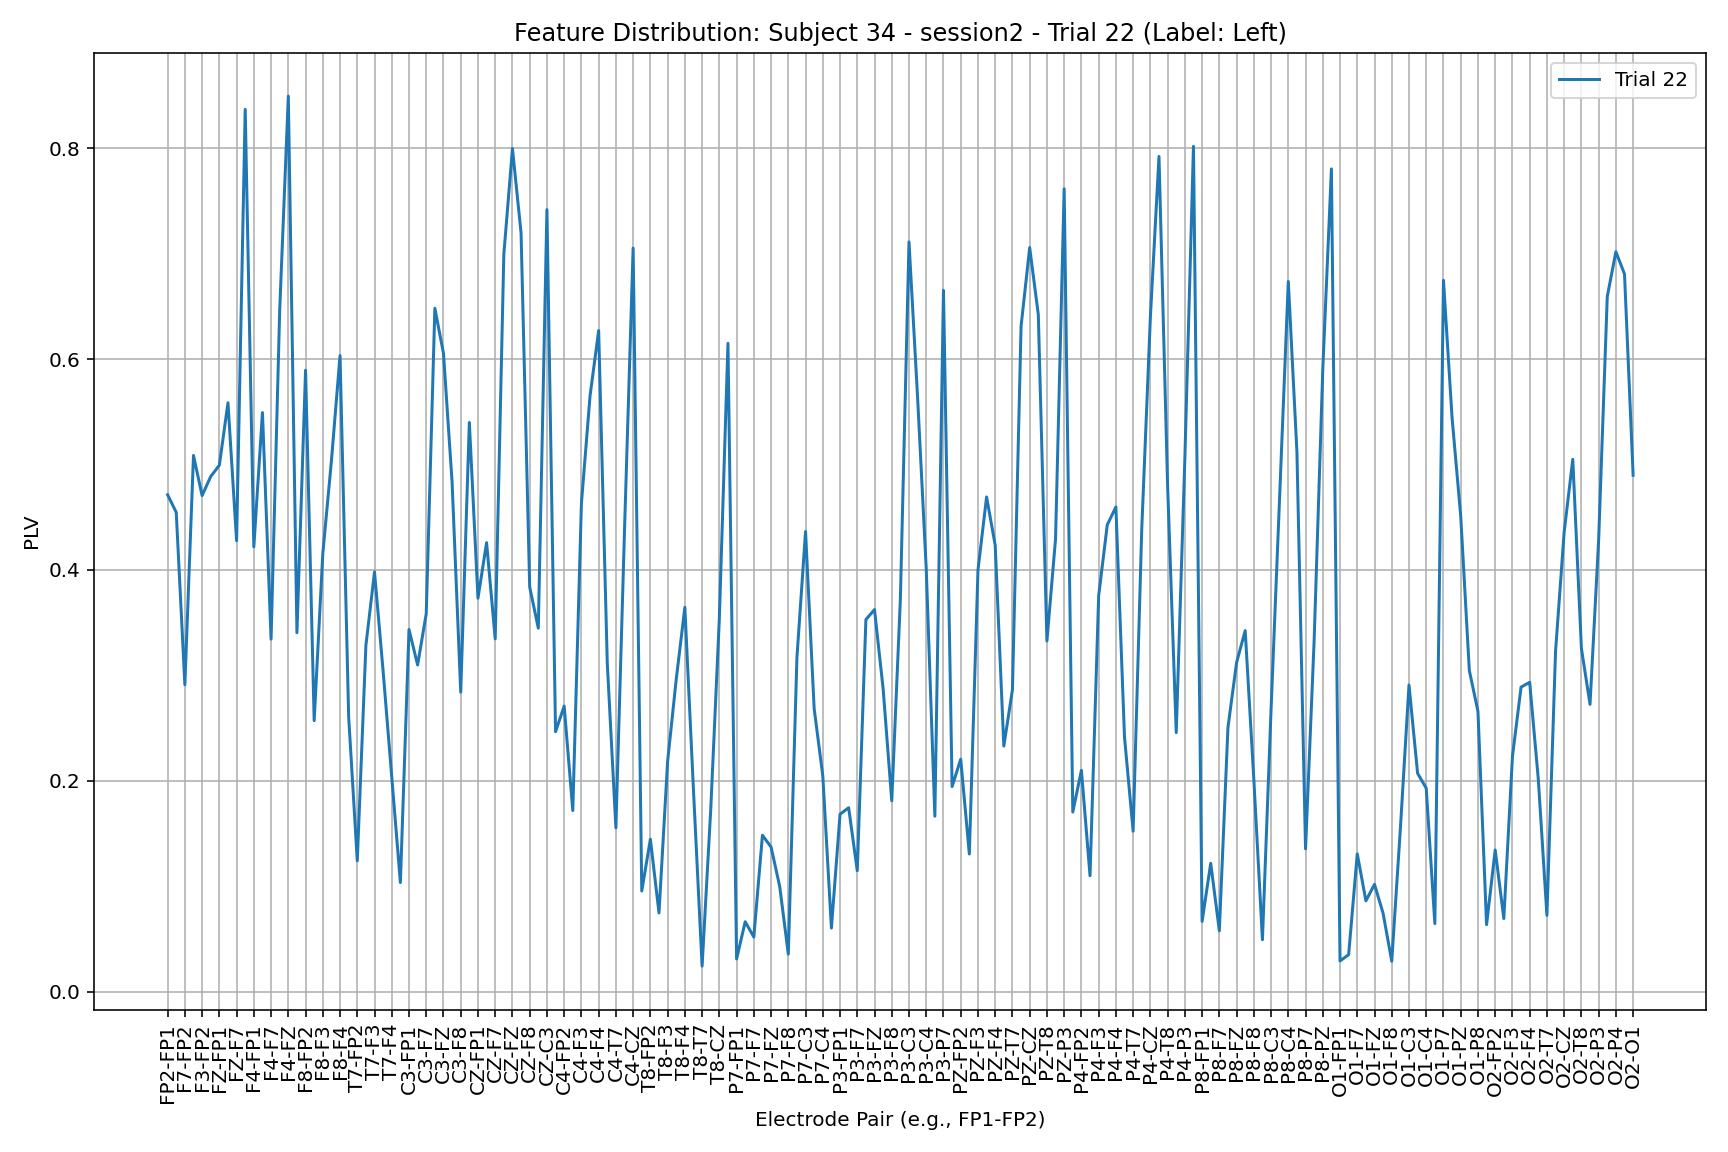 Feature Distribution: Subject 34 - session2 - Trial 22 (Label: Left)
Trial 22
PLV
0.8
0.6
0.4
0.2
0.0
FP2-FP1
F7-FP2
F3-FP2
FZ-FP1
FZ-F7
F4-FP1
F4-F7
F4-FZ
F8-FP2
F8-F3
F8-F4
T7-FP2
T7-F3
T7-F4
C3-FP1
C3-F7
C3-FZ
C3-F8
CZ-FP1
CZ-F7
CZ-FZ
CZ-F8
CZ-C3
C4-FP2
C4-F3
C4-F4
C4-T7
C4-CZ
T8-FP2
T8-F3
T8-F4
T8-T7
T8-CZ
P7-FP1
P7-F7
P7-FZ
P7-F8
P7-C3
P7-C4
P3-FP1
P3-F7
P3-FZ
P3-F8
P3-C3
P3-C4
P3-P7
PZ-FP2
PZ-F3
PZ-F4
PZ-T7
PZ-CZ
PZ-T8
PZ-P3
P4-FP2
P4-F3
P4-F4
P4-T7
P4-CZ
P4-T8
P4-P3
P8-FP1
P8-F7
P8-FZ
P8-F8
P8-C3
P8-C4
P8-P7
P8-PZ
O1-FP1
O1-F7
O1-FZ
O1-F8
O1-C3
O1-C4
O1-P7
O1-PZ
O1-P8
O2-FP2
O2-F3
O2-F4
O2-T7
O2-CZ
O2-T8
O2-P3
O2-P4
O2-O1
Electrode Pair (e.g., FP1-FP2)